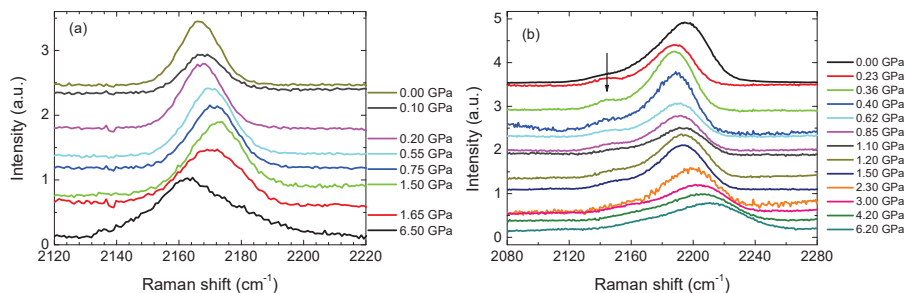 (a)
Intensity (a.u.)
3
2
1
0
2120 2140 2160 2180 2200 2220
Raman shift (cm-1)
0.00 GPa
0.10 GPa
0.20 GPa
0.55 GPa
0.75 GPa
1.50 GPa
1.65 GPa
6.50 GPa
(b)
Intensity (a.u.)
5
4
3
2
1
0
2080 2120 2160 2200 2240 2280
Raman shift (cm-1)
0.00 GPa
0.23 GPa
0.36 GPa
0.40 GPa
0.62 GPa
0.85 GPa
1.10 GPa
1.20 GPa
1.50 GPa
2.30 GPa
3.00 GPa
4.20 GPa
6.20 GPa